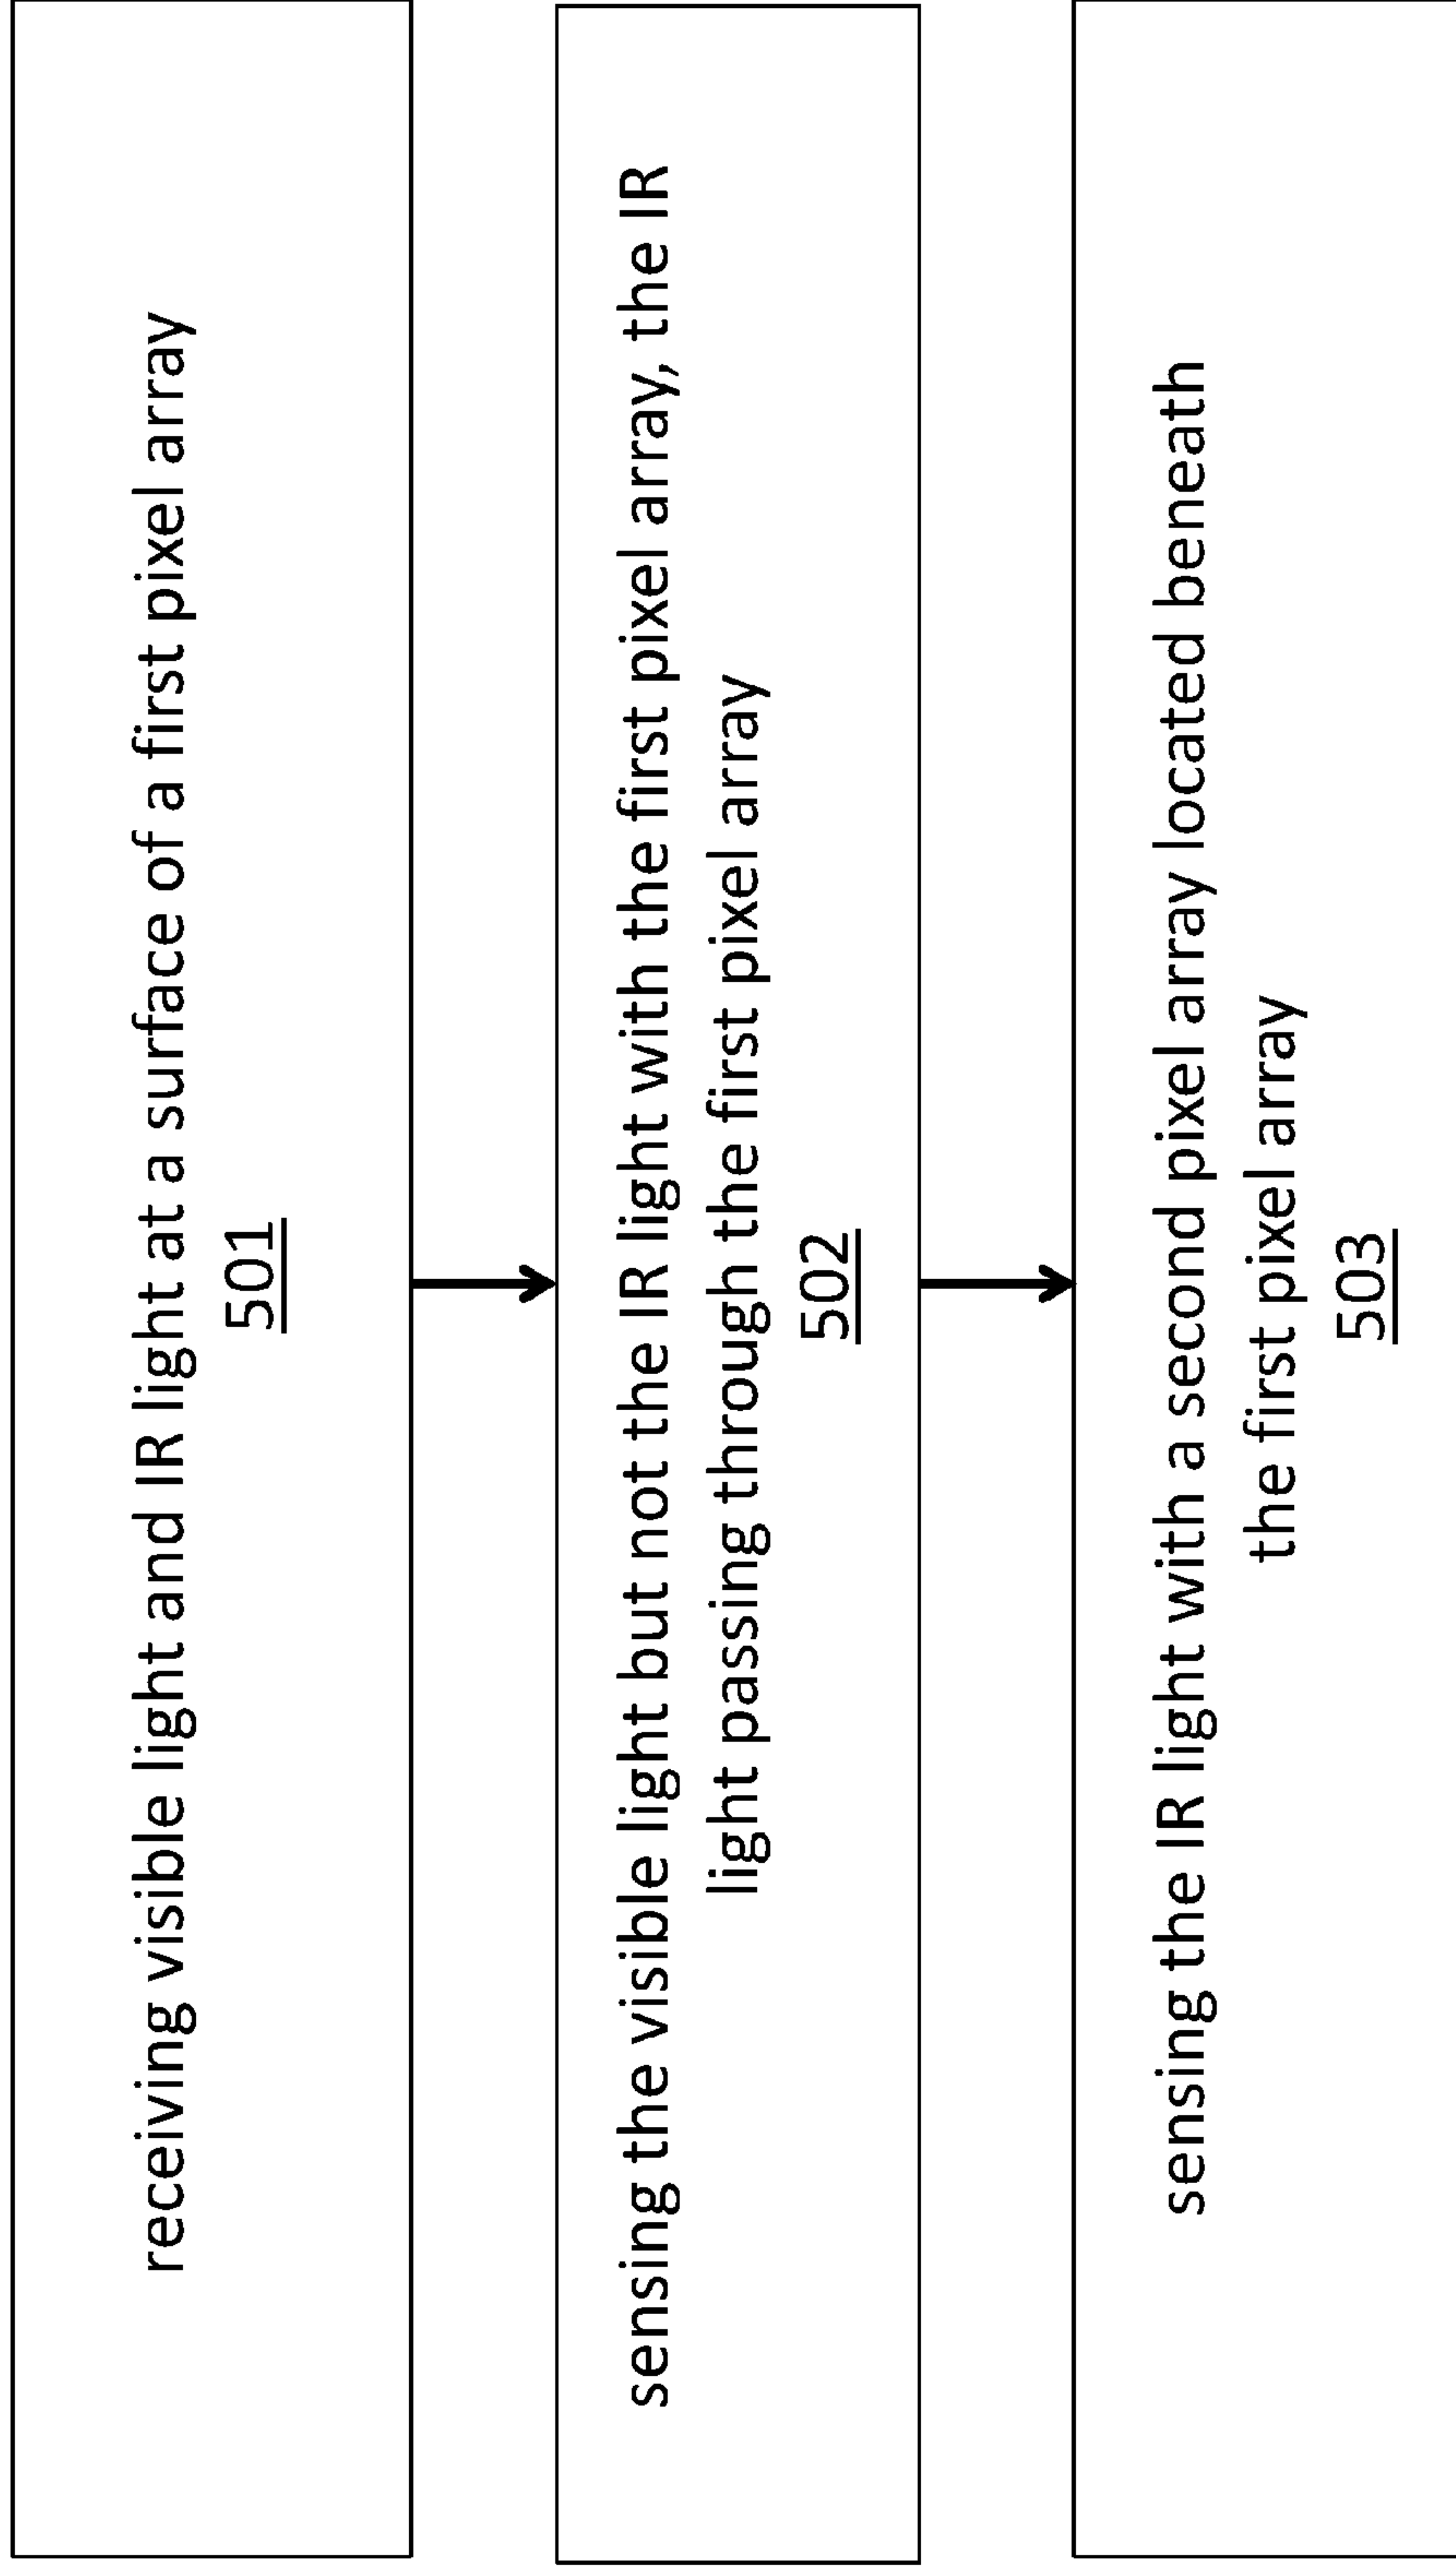 receiving visible light and IR light at a surface of a first pixel array
501
sensing the visible light but not the IR light with the first pixel array, the IR
light passing through the first pixel array
502
sensing the IR light with a second pixel array located beneath
the first pixel array
503